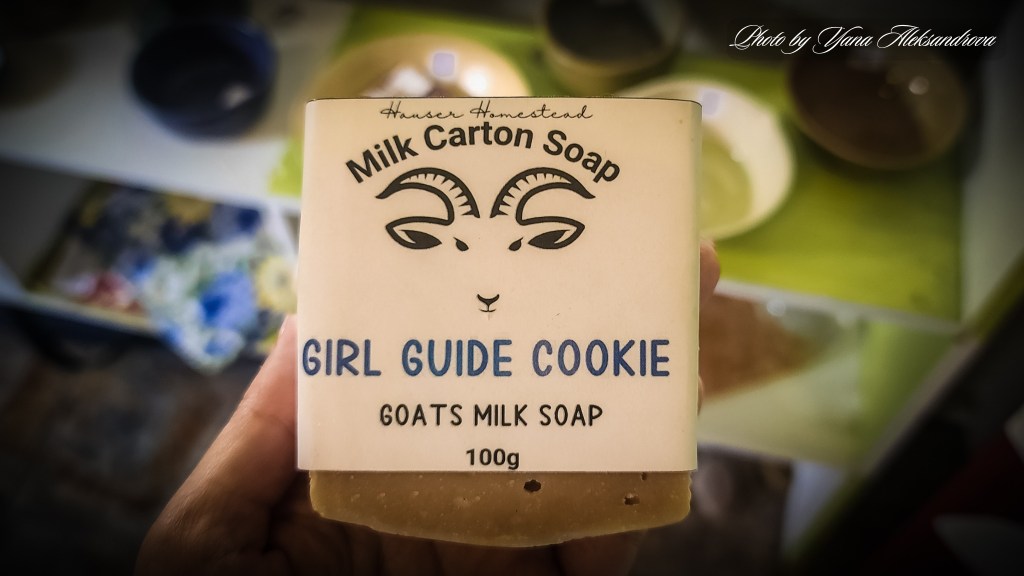 Photo by Yana Aleksandrova
Hauser Homestead
Milk Carton Soap
GIRL GUIDE COOKIE
GOATS MILK SOAP
100g